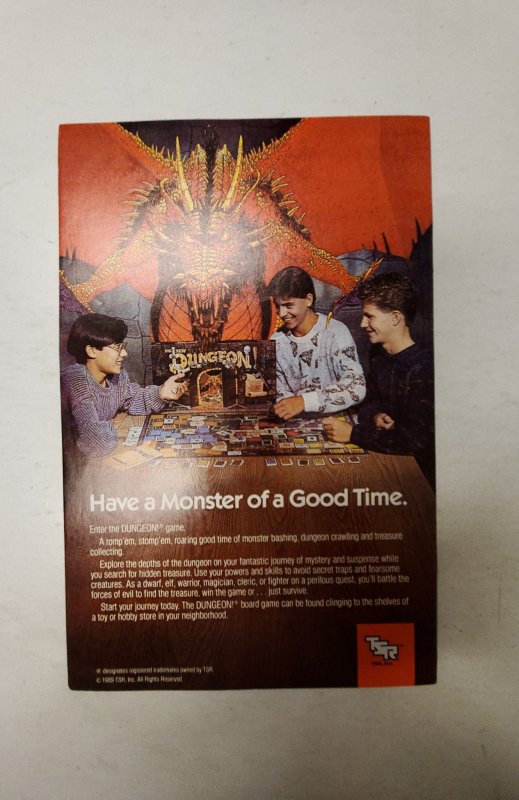 THE NEW
DUNGEON!
Have a Monster of a Good Time.
Enter the DUNGEON!® game.
A romp'em, stomp'em, roaring good time of monster bashing, dungeon crawling and treasure
collecting.
Explore the depths of the dungeon on your fantastic journey of mystery and suspense while
you search for hidden treasure. Use your powers and skills to avoid secret traps and fearsome
creatures. As a dwarf, elf, warrior, magician, cleric, or fighter on a perilous quest, you'll battle the
forces of evil to find the treasure, win the game or . . . just survive.
Start your journey today. The DUNGEON!® board game can be found clinging to the shelves of
a toy or hobby store in your neighborhood.
® designates registered trademarks owned by TSR.
© 1989 TSR, Inc. All Rights Reserved
TSR
TSR, Inc.